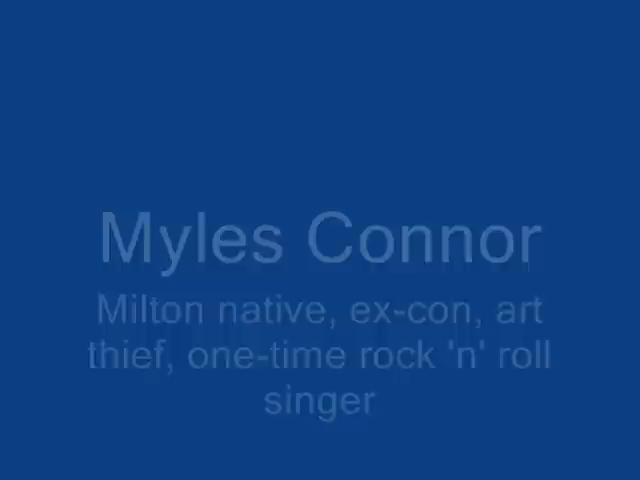 Myles Connor
Milton native, ex-con, art
thief, one-time rock 'n' roll
singer